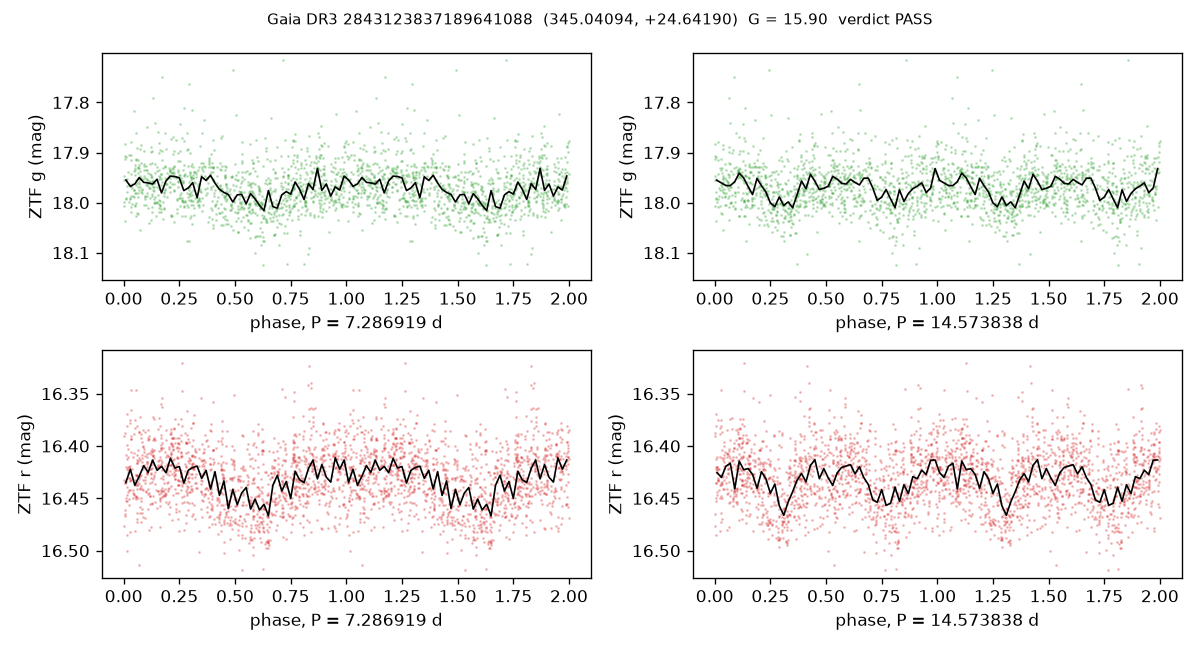 Gaia DR3 2843123837189641088 (345.04094, +24.64190) G = 15.90 verdict PASS
ZTF g (mag)
17.8
17.9
18.0
18.1
0.00 0.25 0.50 0.75 1.00 1.25 1.50 1.75 2.00
phase, P = 7.286919 d
ZTF g (mag)
17.8
17.9
18.0
18.1
0.00 0.25 0.50 0.75 1.00 1.25 1.50 1.75 2.00
phase, P = 14.573838 d
ZTF r (mag)
16.35
16.40
16.45
16.50
0.00 0.25 0.50 0.75 1.00 1.25 1.50 1.75 2.00
phase, P = 7.286919 d
ZTF r (mag)
16.35
16.40
16.45
16.50
0.00 0.25 0.50 0.75 1.00 1.25 1.50 1.75 2.00
phase, P = 14.573838 d